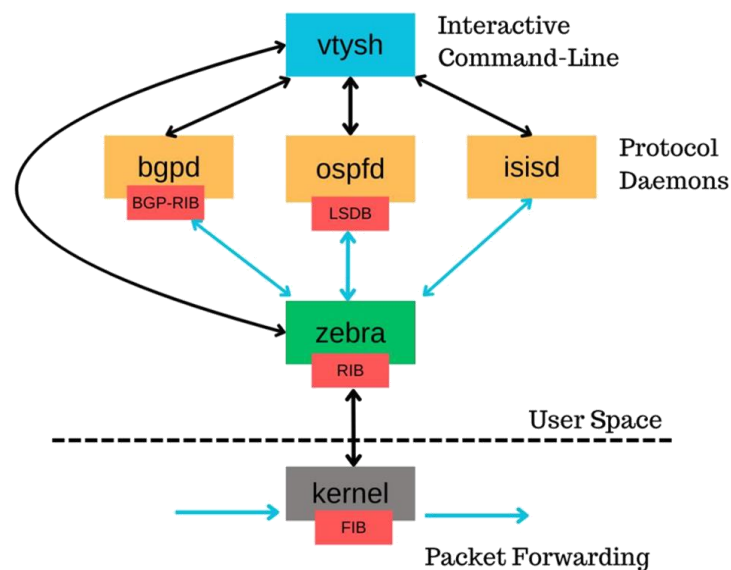 vtysh
Interactive
Command-Line
bgpd
BGP-RIB
ospfd
LSDB
isisd
Protocol
Daemons
zebra
RIB
User Space
kernel
FIB
Packet Forwarding